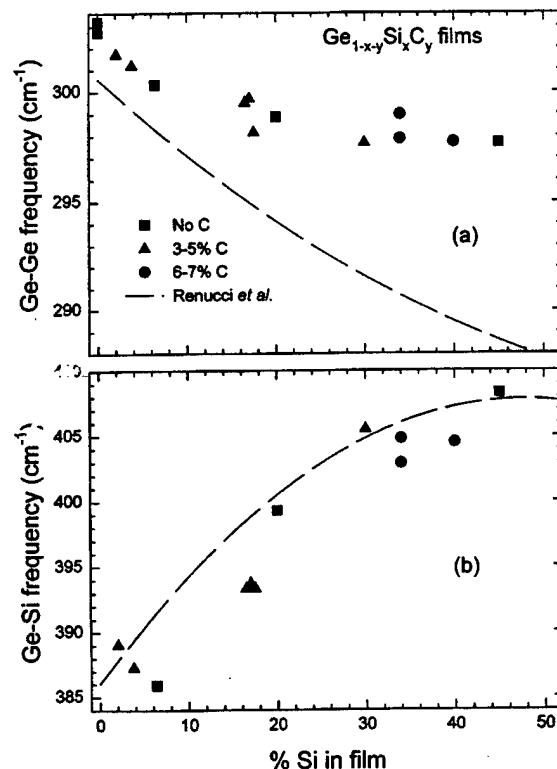 Ge1-x-ySixCy films
Ge-Ge frequency (cm-1)
300
295
290
No C
3-5% C
6-7% C
Renucci et al.
(a)
Ge-Si frequency (cm-1)
405
400
395
390
385
(b)
0 10 20 30 40 50
% Si in film